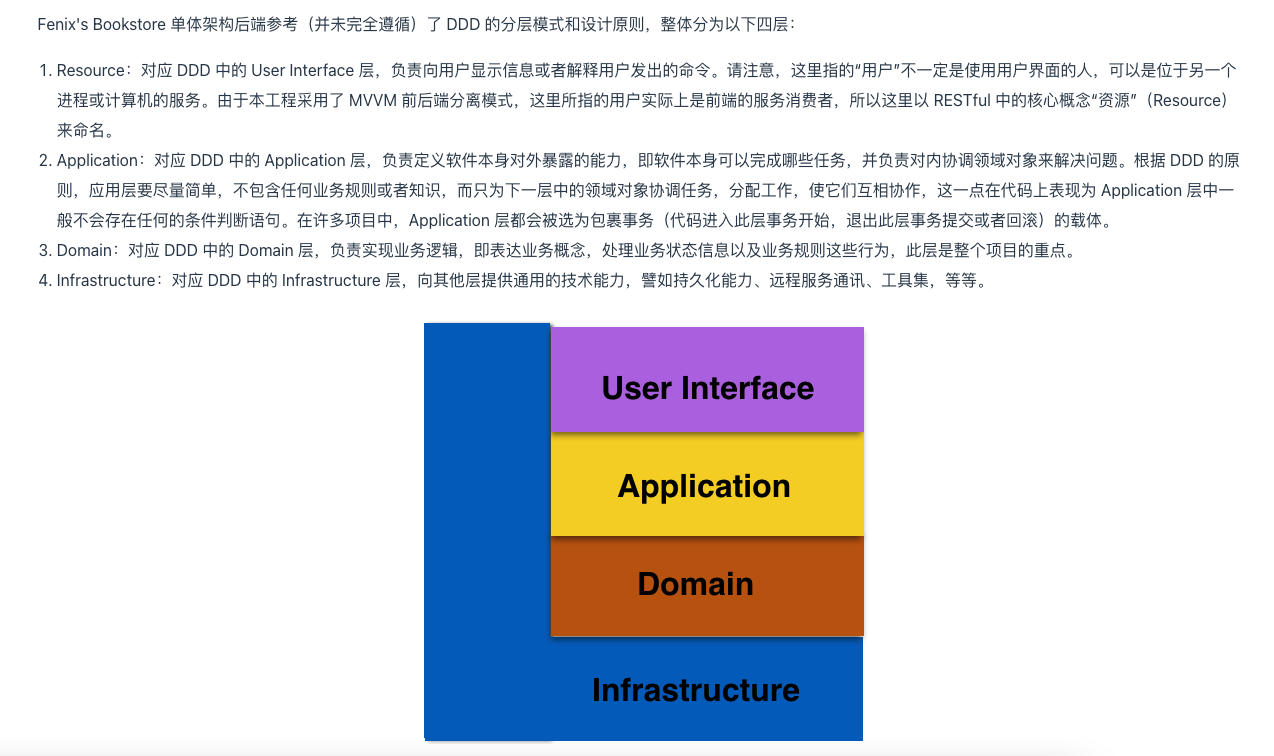 Fenix's Bookstore 单体架构后端参考（并未完全遵循）了 DDD 的分层模式和设计原则，整体分为以下四层：
1. Resource：对应 DDD 中的 User Interface 层，负责向用户显示信息或者解释用户发出的命令。请注意，这里指的“用户”不一定是使用用户界面的人，可以是位于另一个
进程或计算机的服务。由于本工程采用了 MVVM 前后端分离模式，这里所指的用户实际上是前端的服务消费者，所以这里以 RESTful 中的核心概念“资源”（Resource）
来命名。
2. Application：对应 DDD 中的 Application 层，负责定义软件本身对外暴露的能力，即软件本身可以完成哪些任务，并负责对内协调领域对象来解决问题。根据 DDD 的原
则，应用层要尽量简单，不包含任何业务规则或者知识，而只为下一层中的领域对象协调任务，分配工作，使它们互相协作，这一点在代码上表现为 Application 层中一
般不会存在任何的条件判断语句。在许多项目中，Application 层都会被选为包裹事务（代码进入此层事务开始，退出此层事务提交或者回滚）的载体。
3. Domain：对应 DDD 中的 Domain 层，负责实现业务逻辑，即表达业务概念，处理业务状态信息以及业务规则这些行为，此层是整个项目的重点。
4. Infrastructure：对应 DDD 中的 Infrastructure 层，向其他层提供通用的技术能力，譬如持久化能力、远程服务通讯、工具集，等等。
User Interface
Application
Domain
Infrastructure